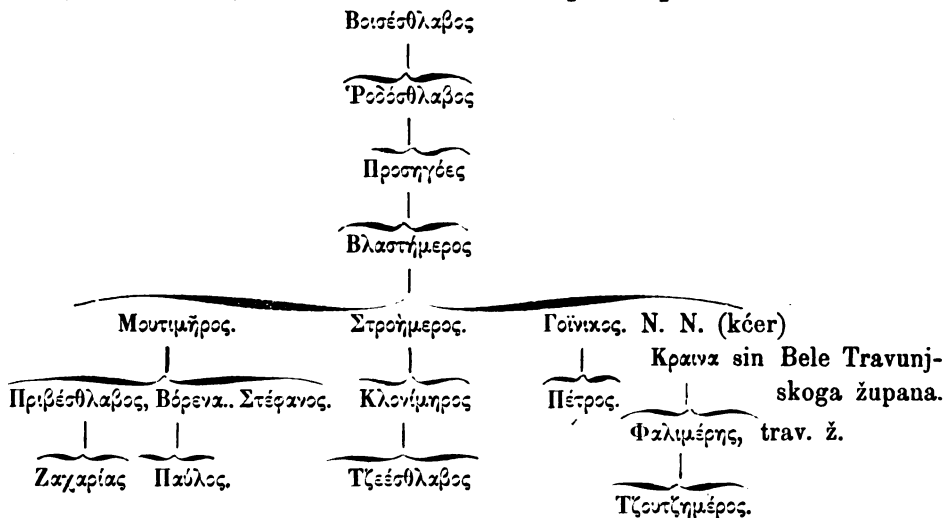 Βοισέσθλαβος
Ῥοδόσθλαβος
Προσηγόες
Βλαστήμερος
Μουτιμῆρος. Στροήμερος. Γοΐνικος. N. N. (kćer)
Κραινα sin Bele Travunj-
skoga župana.
Πριβέσθλαβος, Βόρενα.. Στέφανος. Κλονίμηρος Πέτρος.
Φαλιμέρης, trav. ž.
Ζαχαρίας Παῦλος. Τζεέσθλαβος
Τζουτζημέρος.